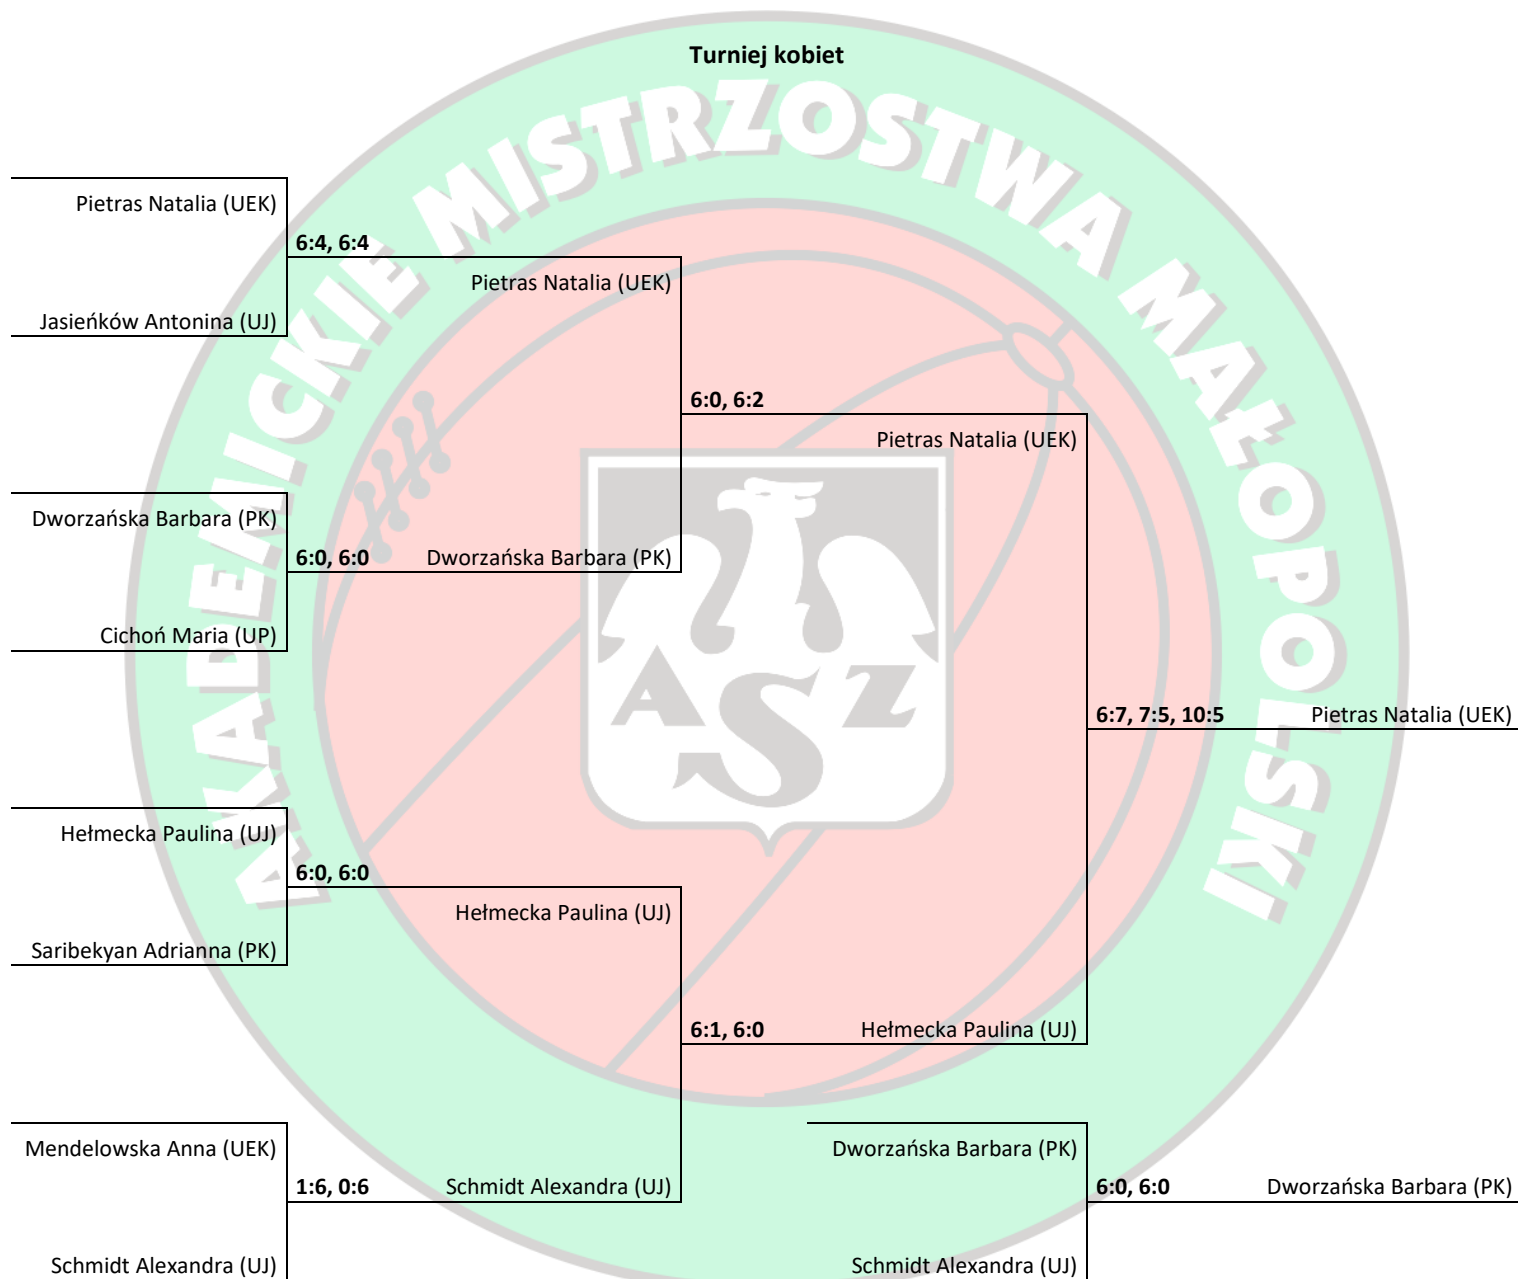 Turniej kobiet
AKADEMICKIE MISTRZOSTWA MAŁOPOLSKI
Pietras Natalia (UEK)
6:4, 6:4
Pietras Natalia (UEK)
Jasieńków Antonina (UJ)
6:0, 6:2
Pietras Natalia (UEK)
Dworzańska Barbara (PK)
6:0, 6:0 Dworzańska Barbara (PK)
Cichoń Maria (UP)
AZS
6:7, 7:5, 10:5 Pietras Natalia (UEK)
Hełmecka Paulina (UJ)
6:0, 6:0
Hełmecka Paulina (UJ)
Saribekyan Adrianna (PK)
6:1, 6:0 Hełmecka Paulina (UJ)
Mendelowska Anna (UEK) Dworzańska Barbara (PK)
1:6, 0:6 Schmidt Alexandra (UJ) 6:0, 6:0 Dworzańska Barbara (PK)
Schmidt Alexandra (UJ) Schmidt Alexandra (UJ)